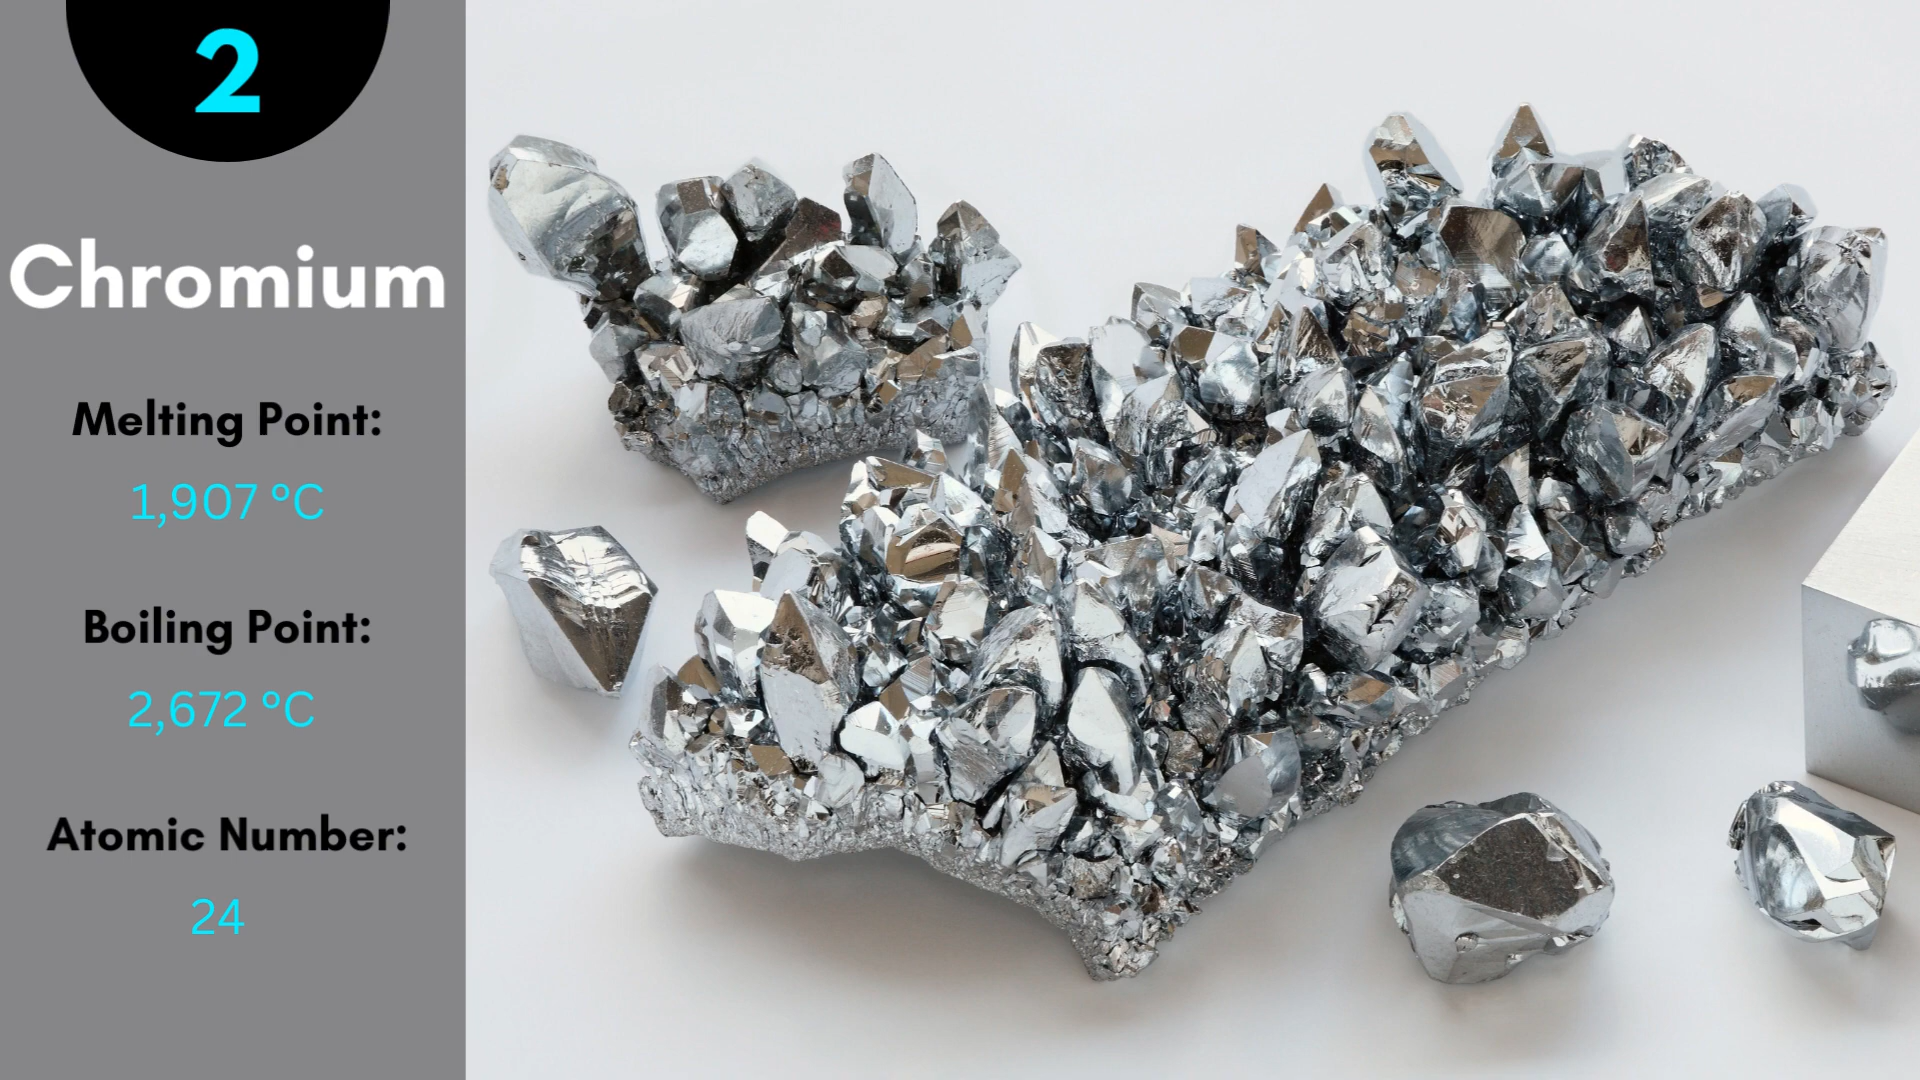 2
Chromium
Melting Point:
1,907 °C
Boiling Point:
2,672 °C
Atomic Number:
24